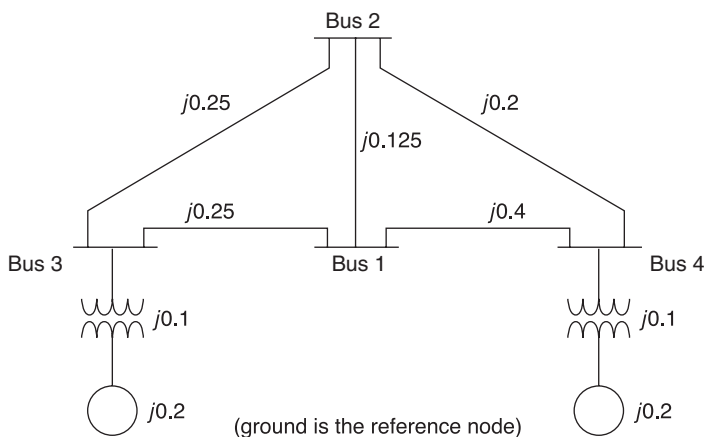 Bus 2
j0.25
j0.2
j0.125
j0.25
j0.4
Bus 3
Bus 1
Bus 4
j0.1
j0.1
j0.2
(ground is the reference node)
j0.2